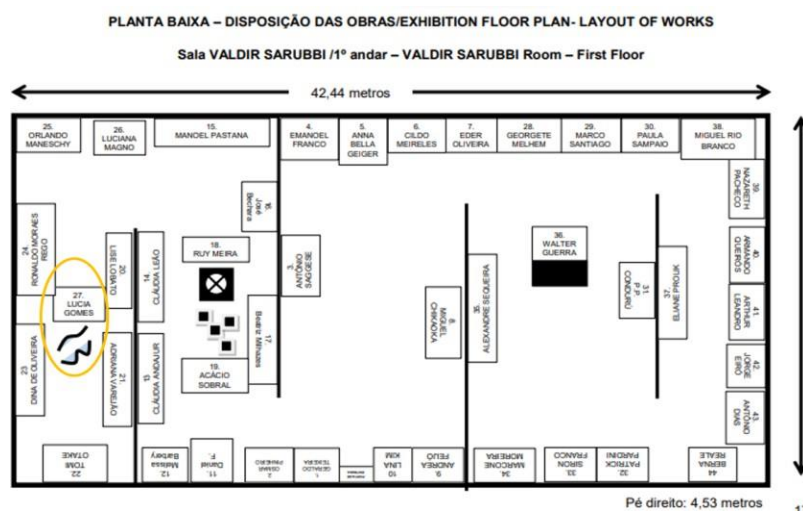 PLANTA BAIXA – DISPOSIÇÃO DAS OBRAS/EXHIBITION FLOOR PLAN- LAYOUT OF WORKS
Sala VALDIR SARUBBI /1º andar – VALDIR SARUBBI Room – First Floor
42,44 metros
25.
ORLANDO
MANESCHY
26.
LUCIANA
MAGNO
15.
MANOEL PASTANA
4.
EMANOEL
FRANCO
5.
ANNA
BELLA
GEIGER
6.
CILDO
MEIRELES
7.
EDER
OLIVEIRA
28.
GEORGETE
MELHEM
29.
MARCO
SANTIAGO
30.
PAULA
SAMPAIO
38.
MIGUEL RIO
BRANCO
39.
NAZARETH
PACHECO
16.
José
Bechara
24.
RONALDO MORAES
REGO
20.
LISE LOBATO
14.
CLÁUDIA LEÃO
18.
RUY MEIRA
3.
ANTÔNIO
SAGGESE
36.
WALTER
GUERRA
40.
ARMANDO
QUEIRÓS
35.
ALEXANDRE SEQUEIRA
31.
P.P.
CONDURÚ
37.
ELIANE PROLIK
27.
LUCIA
GOMES
8.
MIGUEL
CHIKAOKA
41.
ARTHUR
LEANDRO
17.
Beatriz Milhazes
23
DINA DE OLIVEIRA
21.
ADRIANA VAREJÃO
13.
CLÁUDIA ANDUJUR
19.
ACÁCIO
SOBRAL
42.
JORGE
EIRÓ
43.
ANTÔNIO
DIAS
22.
TOMIE
OTAKE
12.
Melissa
Barbery
11.
Daniel
F.
2.
OSMAR
PINHEIRO
1.
GERALDO
TEIXEIRA
10.
LINA
KIM
9.
ANDREA
FEIJÓ
34.
MARCONE
MOREIRA
33.
SIRON
FRANCO
32.
PATRICK
PARDINI
44
BERNA
REALE
Pé direito: 4,53 metros